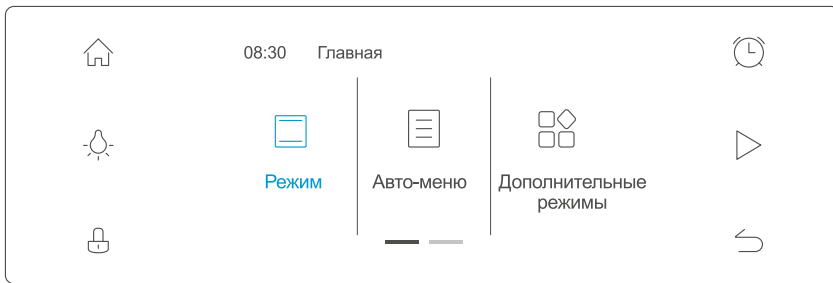 08:30 Главная
Режим
Авто-меню
Дополнительные
режимы